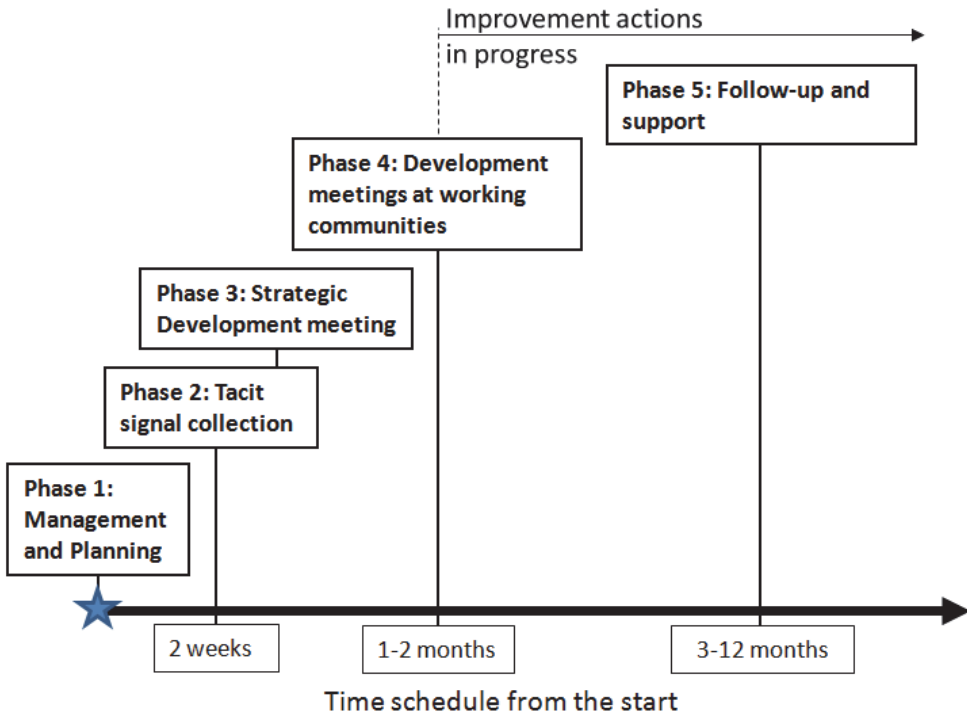 Improvement actions
in progress
Phase 5: Follow-up and
support
Phase 4: Development
meetings at working
communities
Phase 3: Strategic
Development meeting
Phase 2: Tacit
signal collection
Phase 1:
Management
and Planning
2 weeks
1-2 months
3-12 months
Time schedule from the start